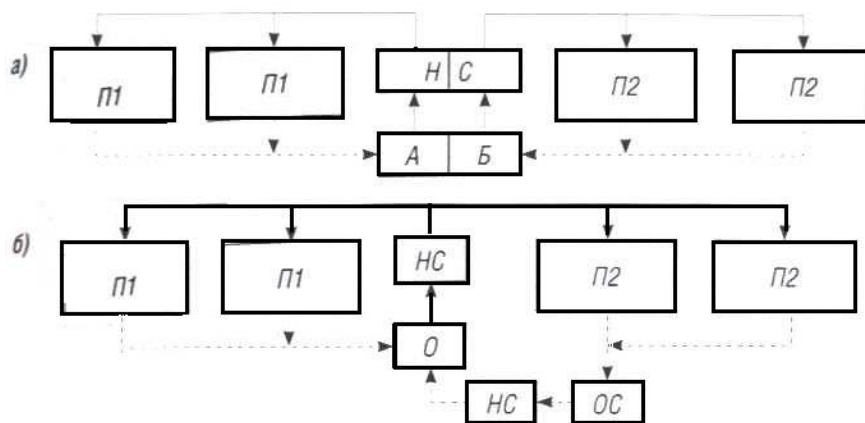 а)
П1 П1 Н С П2 П2
А Б
б)
П1 П1 НС П2 П2
О
НС ОС